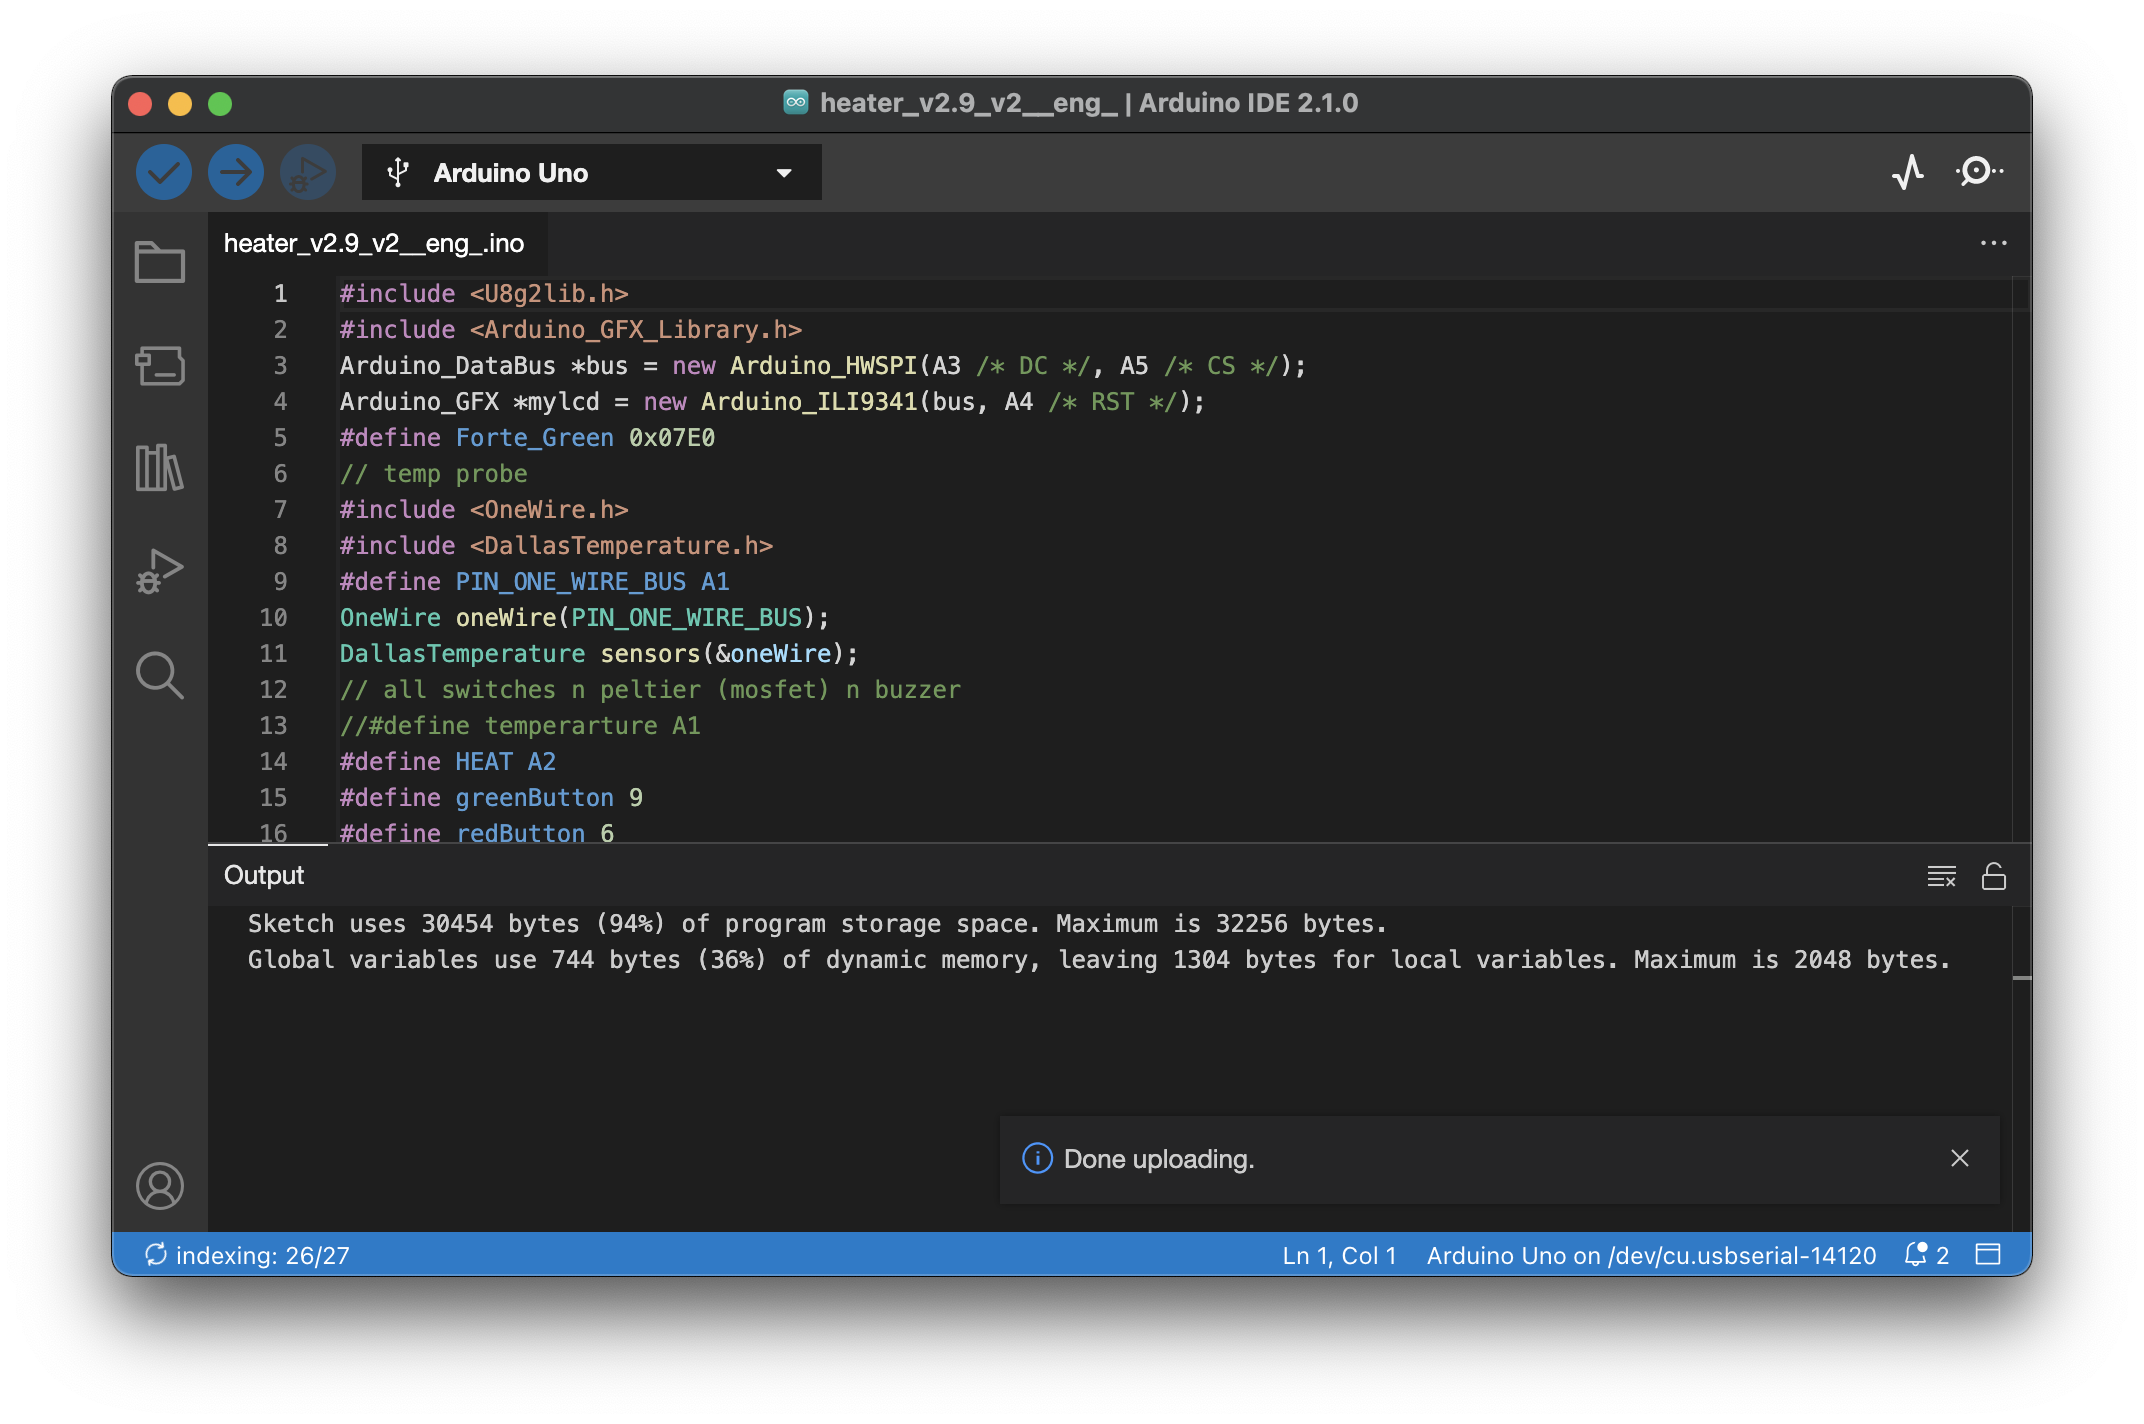 heater_v2.9_v2__eng_ | Arduino IDE 2.1.0
Arduino Uno
heater_v2.9_v2__eng_.ino
1 #include <U8g2lib.h>
2 #include <Arduino_GFX_Library.h>
3 Arduino_DataBus *bus = new Arduino_HWSPI(A3 /* DC */, A5 /* CS */);
4 Arduino_GFX *mylcd = new Arduino_ILI9341(bus, A4 /* RST */);
5 #define Forte_Green 0x07E0
6 // temp probe
7 #include <OneWire.h>
8 #include <DallasTemperature.h>
9 #define PIN_ONE_WIRE_BUS A1
10 OneWire oneWire(PIN_ONE_WIRE_BUS);
11 DallasTemperature sensors(&oneWire);
12 // all switches n peltier (mosfet) n buzzer
13 //#define temperarture A1
14 #define HEAT A2
15 #define greenButton 9
16 #define redButton 6
Output
Sketch uses 30454 bytes (94%) of program storage space. Maximum is 32256 bytes.
Global variables use 744 bytes (36%) of dynamic memory, leaving 1304 bytes for local variables. Maximum is 2048 bytes.
Done uploading.
indexing: 26/27
Ln 1, Col 1
Arduino Uno on /dev/cu.usbserial-14120
2